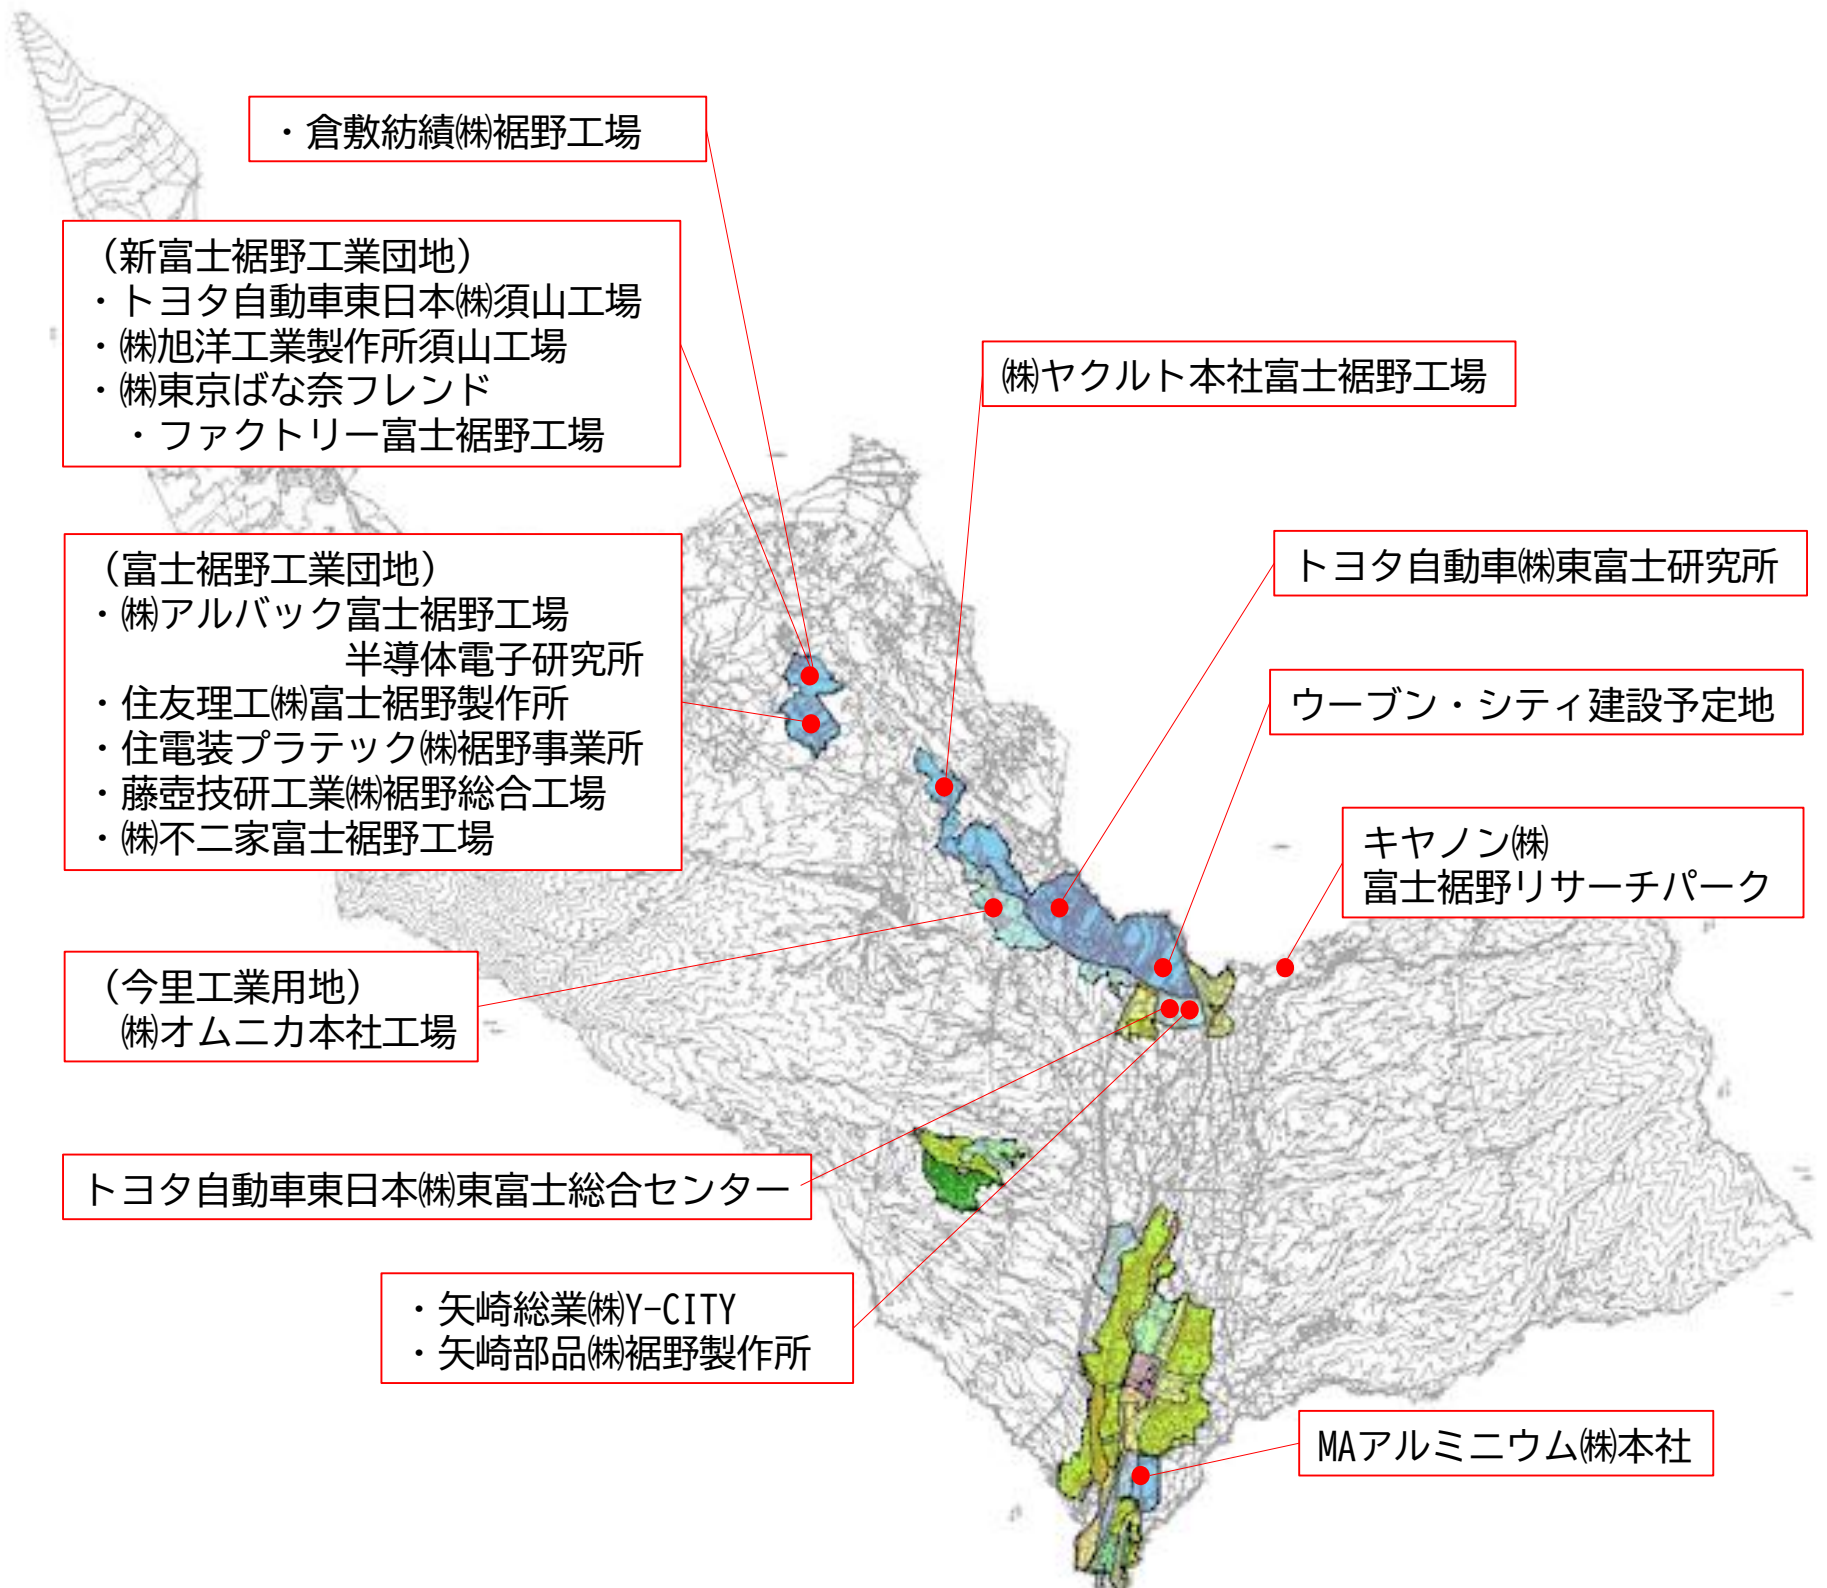 ・倉敷紡績㈱裾野工場
（新富士裾野工業団地）
・トヨタ自動車東日本㈱須山工場
・㈱旭洋工業製作所須山工場
・㈱東京ばな奈フレンド
・ファクトリー富士裾野工場
㈱ヤクルト本社富士裾野工場
（富士裾野工業団地）
・㈱アルバック富士裾野工場
半導体電子研究所
・住友理工㈱富士裾野製作所
・住電装プラテック㈱裾野事業所
・藤壺技研工業㈱裾野総合工場
・㈱不二家富士裾野工場
トヨタ自動車㈱東富士研究所
ウーブン・シティ建設予定地
キヤノン㈱
富士裾野リサーチパーク
（今里工業用地）
㈱オムニカ本社工場
トヨタ自動車東日本㈱東富士総合センター
・矢崎総業㈱Y-CITY
・矢崎部品㈱裾野製作所
MAアルミニウム㈱本社